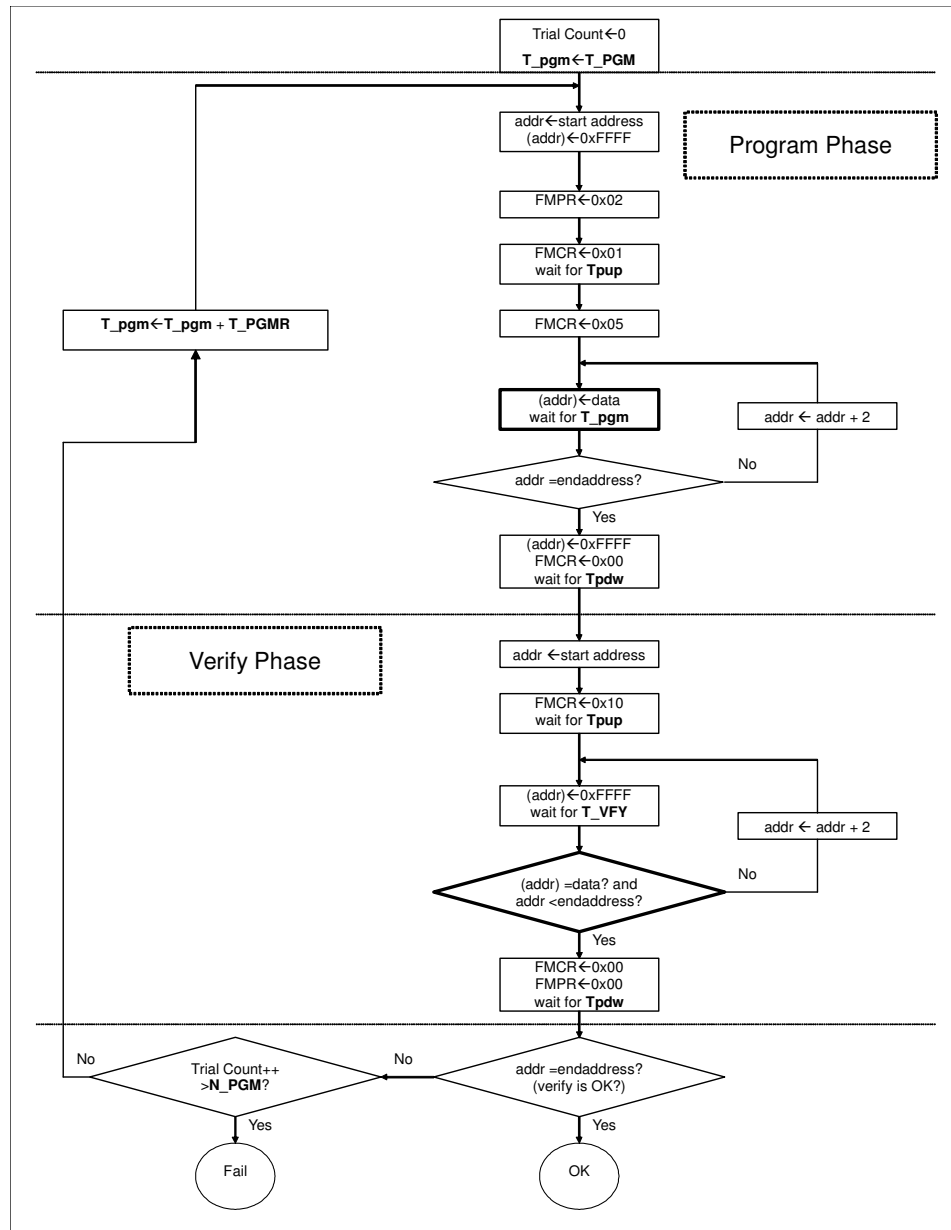 Trial Count←0
T_pgm←T_PGM
addr←start address
(addr)←0xFFFF
Program Phase
FMPR←0x02
FMCR←0x01
wait for Tpup
T_pgm←T_pgm + T_PGMR
FMCR←0x05
(addr)←data
wait for T_pgm
addr ← addr + 2
No
addr =endaddress?
Yes
(addr)←0xFFFF
FMCR←0x00
wait for Tpdw
Verify Phase
addr ←start address
FMCR←0x10
wait for Tpup
(addr)←0xFFFF
wait for T_VFY
addr ← addr + 2
No
(addr) =data? and
addr <endaddress?
Yes
FMCR←0x00
FMPR←0x00
wait for Tpdw
No
Trial Count++
>N_PGM?
No
addr =endaddress?
(verify is OK?)
Yes
Yes
Fail
OK